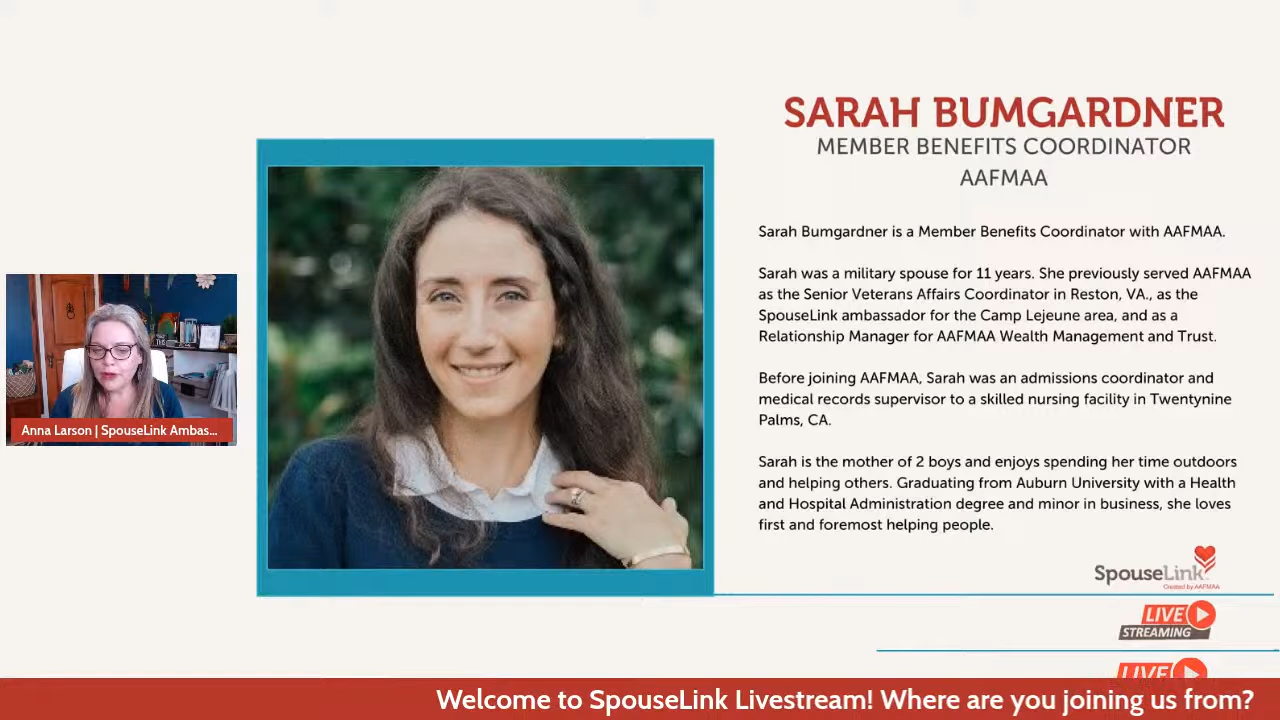 SARAH BUMGARDNER
MEMBER BENEFITS COORDINATOR
AAFMAA
Sarah Bumgardner is a Member Benefits Coordinator with AAFMAA.
Sarah was a military spouse for 11 years. She previously served AAFMAA
as the Senior Veterans Affairs Coordinator in Reston, VA., as the
SpouseLink ambassador for the Camp Lejeune area, and as a
Relationship Manager for AAFMAA Wealth Management and Trust.
Before joining AAFMAA, Sarah was an admissions coordinator and
medical records supervisor to a skilled nursing facility in Twentynine
Palms, CA.
Sarah is the mother of 2 boys and enjoys spending her time outdoors
and helping others. Graduating from Auburn University with a Health
and Hospital Administration degree and minor in business, she loves
first and foremost helping people.
Anna Larson | SpouseLink Ambas...
SpouseLink
Created by AAFMAA
LIVE
STREAMING
LIVE
Welcome to SpouseLink Livestream! Where are you joining us from?